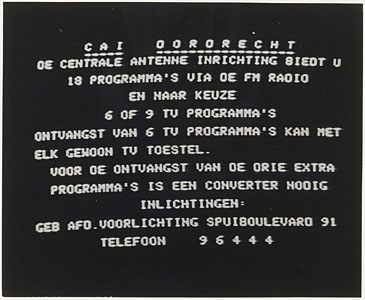 CAI DORDRECHT
DE CENTRALE ANTENNE INRICHTING BIEDT U
18 PROGRAMMA'S VIA DE FM RADIO
EN NAAR KEUZE
6 OF 9 TV PROGRAMMA'S
ONTVANGST VAN 6 TV PROGRAMMA'S KAN MET
ELK GEWOON TV TOESTEL.
VOOR DE ONTVANGST VAN DE DRIE EXTRA
PROGRAMMA'S IS EEN CONVERTER NODIG
INLICHTINGEN:
GEB AFD.VOORLICHTING SPUIBOULEVARD 91
TELEFOON 96444